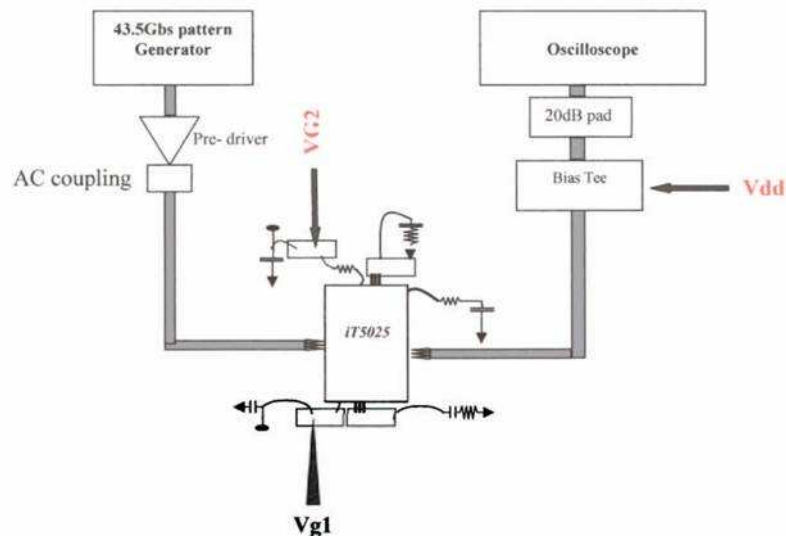 43.5Gbs pattern
Generator
Oscilloscope
20dB pad
Pre- driver
VG2
AC coupling
Bias Tee
Vdd
iT5025
Vg1